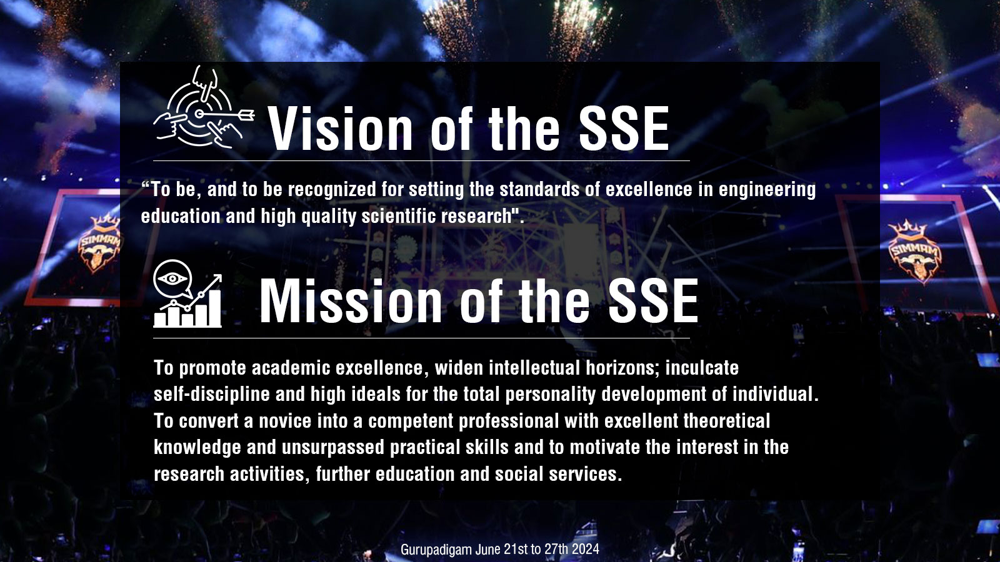 Vision of the SSE
“To be, and to be recognized for setting the standards of excellence in engineering
education and high quality scientific research".
SIMMAM
SIMMAM
Mission of the SSE
To promote academic excellence, widen intellectual horizons; inculcate
self-discipline and high ideals for the total personality development of individual.
To convert a novice into a competent professional with excellent theoretical
knowledge and unsurpassed practical skills and to motivate the interest in the
research activities, further education and social services.
Gurupadigam June 21st to 27th 2024